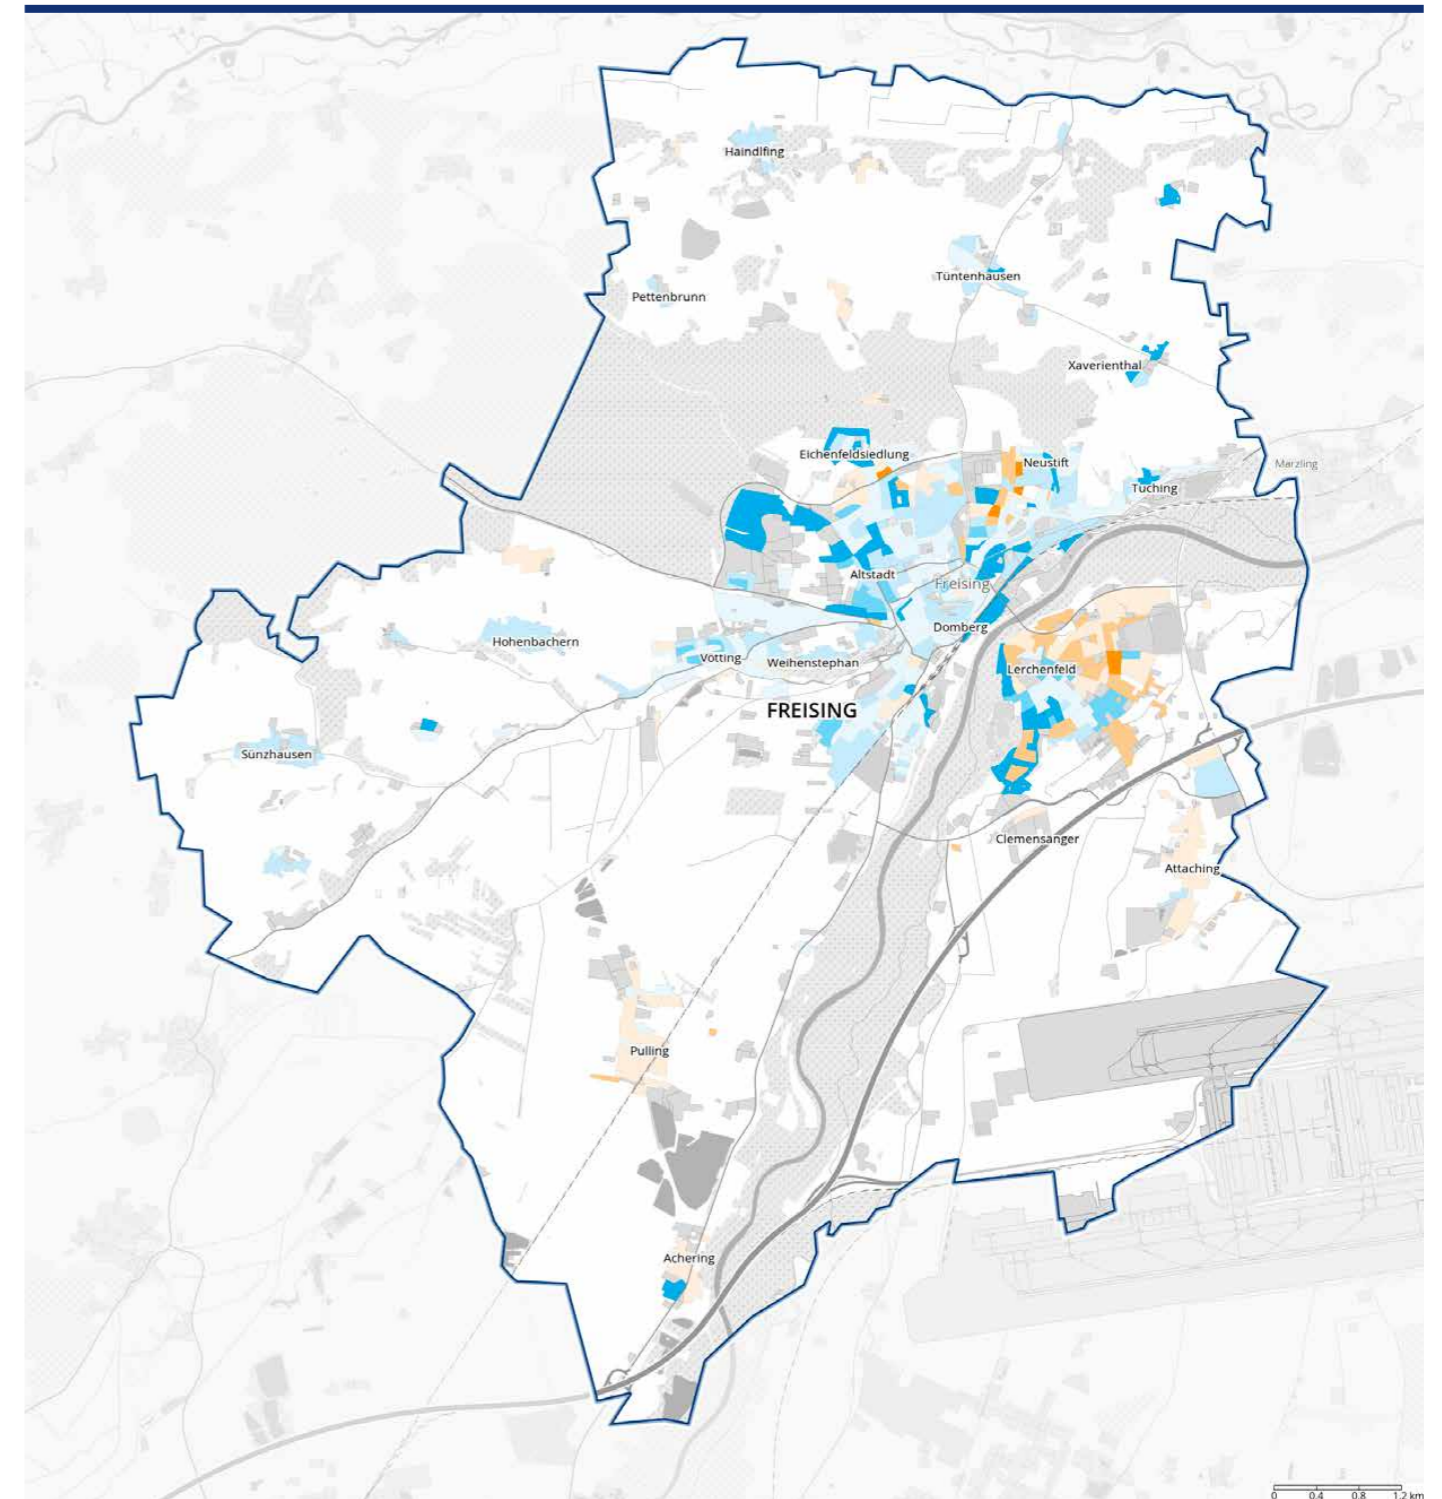 Haindlfing
Tüntenhausen
Pettenbrunn
Xaverienthal
Eichenfeldsiedlung
Neustift
Marzling
Tuching
Altstadt
Freising
Domberg
Hohenbachern
Vötting
Weihenstephan
Lerchenfeld
FREISING
Sünzhausen
Clemensänger
Attaching
Pulling
Achering
0 0.4 0.8 1.2 km